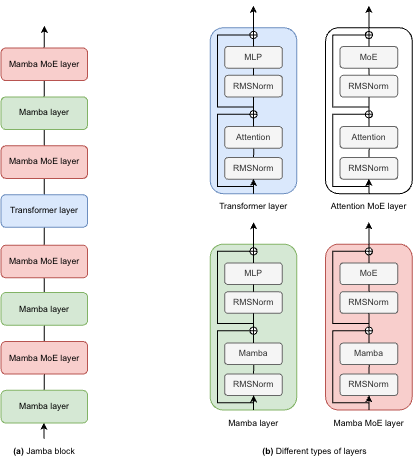 Mamba MoE layer
Mamba layer
Mamba MoE layer
Transformer layer
Mamba MoE layer
Mamba layer
Mamba MoE layer
Mamba layer
(a) Jamba block
MLP
RMSNorm
Attention
RMSNorm
Transformer layer
MoE
RMSNorm
Attention
RMSNorm
Attention MoE layer
MLP
RMSNorm
Mamba
RMSNorm
Mamba layer
MoE
RMSNorm
Mamba
RMSNorm
Mamba MoE layer
(b) Different types of layers